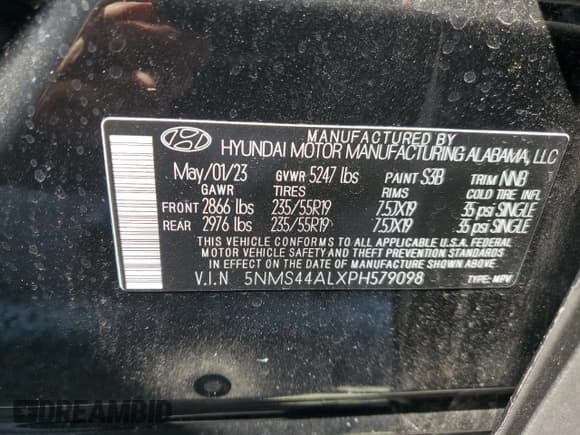 MANUFACTURED BY
HYUNDAI MOTOR MANUFACTURING ALABAMA, LLC
May/01/23 GVWR 5247 lbs PAINT S3B TRIM NNB
GAWR TIRES RIMS COLD TIRE INFL
FRONT 2866 lbs 235/55R19 7.5JX19 35 psi SINGLE
REAR 2976 lbs 235/55R19 7.5JX19 35 psi SINGLE
THIS VEHICLE CONFORMS TO ALL APPLICABLE U.S.A. FEDERAL
MOTOR VEHICLE SAFETY AND THEFT PREVENTION STANDARDS
IN EFFECT ON THE DATE OF MANUFACTURE SHOWN ABOVE.
V.I.N 5NMS44ALXPH579098 TYPE: MPV
DREAMBID